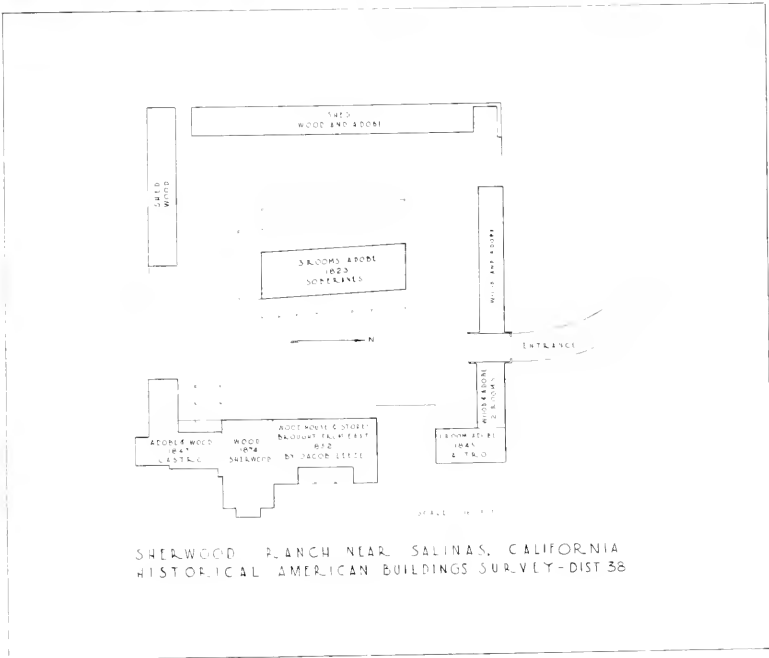 SHED
WOOD AND ADOBE
SHED
WOOD
3 ROOMS ADOBE
1823
SOBERANES
WOOD AND ADOBE
N
ENTRANCE
WOOD & ADOBE
2 ROOMS
ADOBE & WOOD
1847
CASTRO
WOOD
1874
SHERWOOD
WOOD HOUSE & STORE
BROUGHT FROM EAST
BY JACOB LEESE
1 ROOM ADOBE
1843
SCALE
SHERWOOD RANCH NEAR SALINAS, CALIFORNIA
HISTORICAL AMERICAN BUILDINGS SURVEY-DIST 38